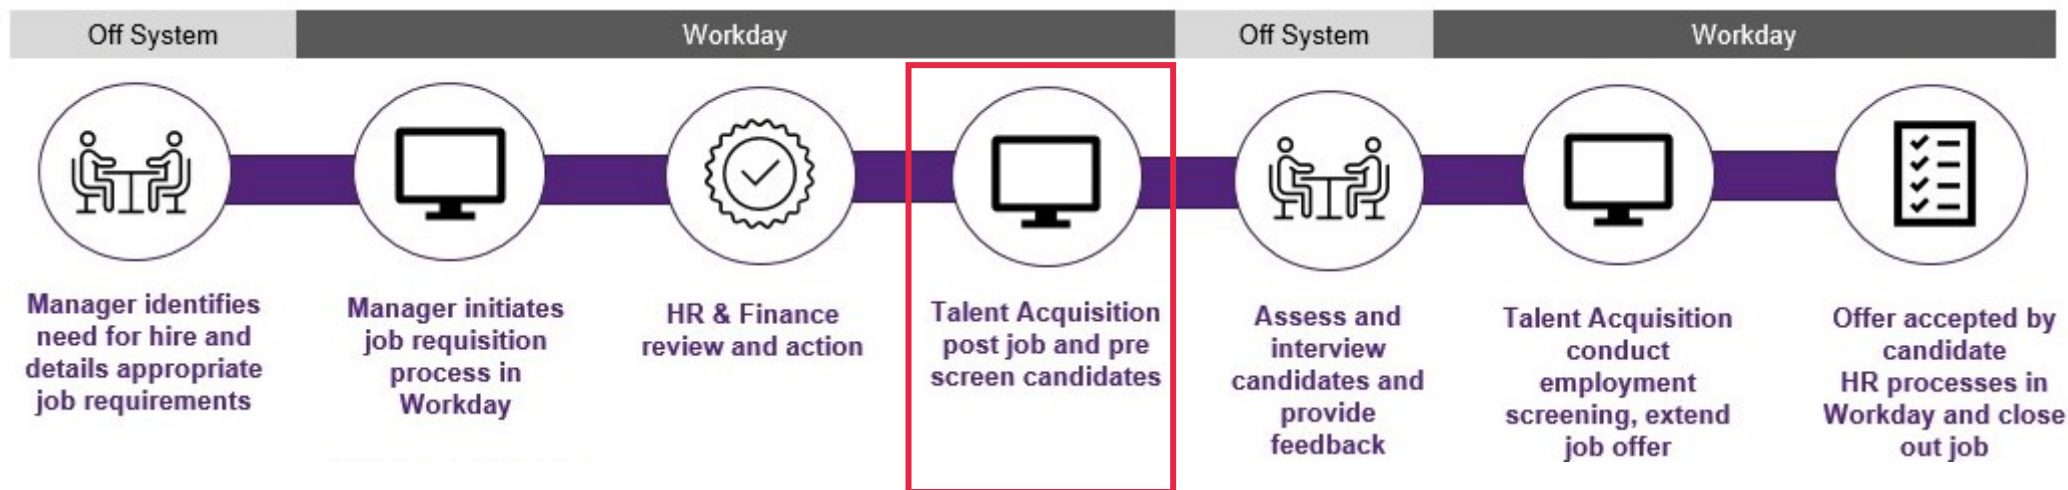 Off System
Workday
Off System
Workday
Manager identifies
need for hire and
details appropriate
job requirements
Manager initiates
job requisition
process in
Workday
HR & Finance
review and action
Talent Acquisition
post job and pre
screen candidates
Assess and
interview
candidates and
provide
feedback
Talent Acquisition
conduct
employment
screening, extend
job offer
Offer accepted by
candidate
HR processes in
Workday and close
out job